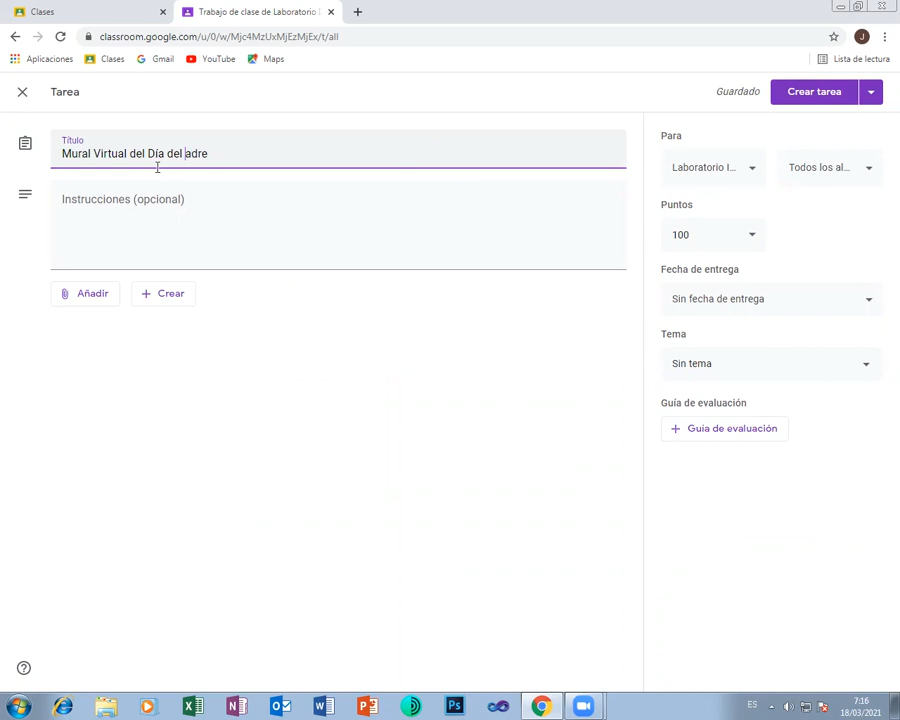 Clases
Trabajo de clase de Laboratorio
classroom.google.com/u/0/w/Mjc4MzUxMjEzMjEx/t/all
J
Aplicaciones
Clases
Gmail
YouTube
Maps
Lista de lectura
Tarea
Guardado
Crear tarea
Título
Mural Virtual del Día del adre
Instrucciones (opcional)
Añadir
Crear
Para
Laboratorio I...
Todos los al...
Puntos
100
Fecha de entrega
Sin fecha de entrega
Tema
Sin tema
Guía de evaluación
Guía de evaluación
ES
7:16
18/03/2021